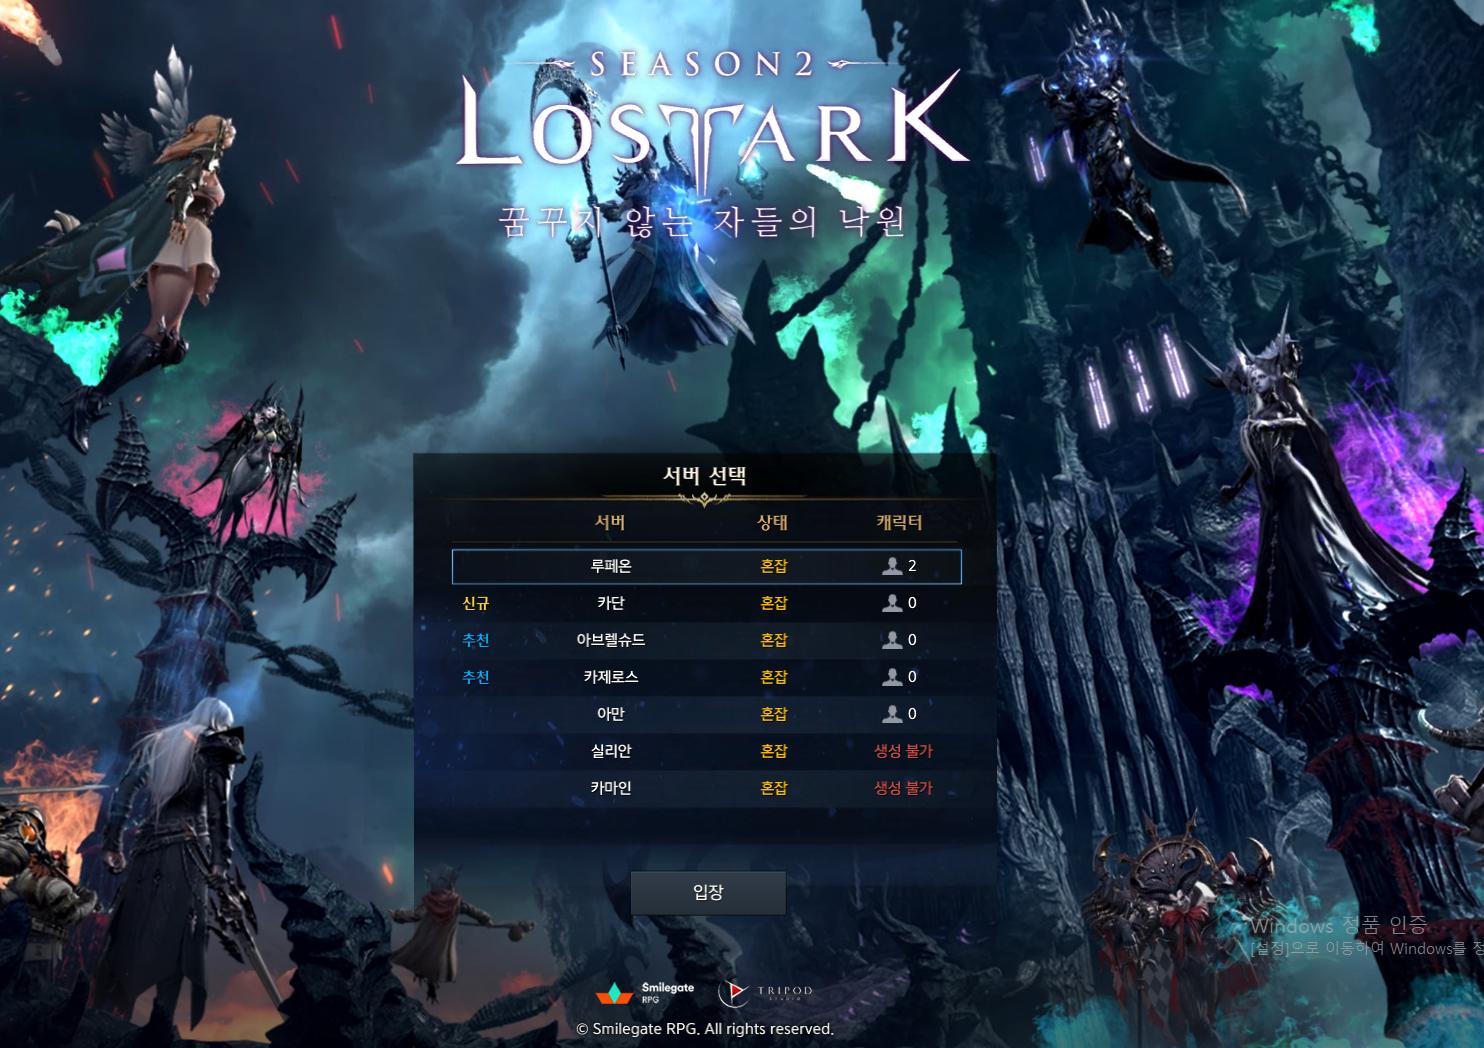 SEASON 2
LOST ARK
꿈꾸지 않는 자들의 낙원
서버 선택
서버 상태 캐릭터
루페온 혼잡 2
신규 카단 혼잡 0
추천 아브렐슈드 혼잡 0
추천 카제로스 혼잡 0
아만 혼잡 0
실리안 혼잡 생성 불가
카마인 혼잡 생성 불가
입장
Windows 정품 인증
[설정]으로 이동하여 Windows를 정
Smilegate
RPG
TRIPOD
STUDIO
© Smilegate RPG. All rights reserved.